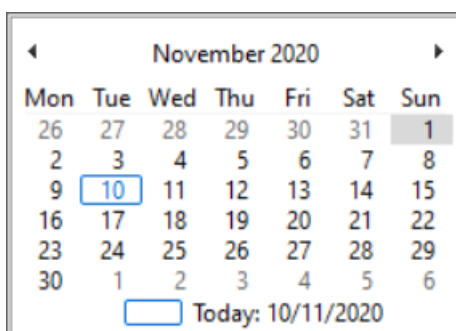 November 2020
Mon Tue Wed Thu Fri Sat Sun
26 27 28 29 30 31 1
2 3 4 5 6 7 8
9 10 11 12 13 14 15
16 17 18 19 20 21 22
23 24 25 26 27 28 29
30 1 2 3 4 5 6
Today: 10/11/2020